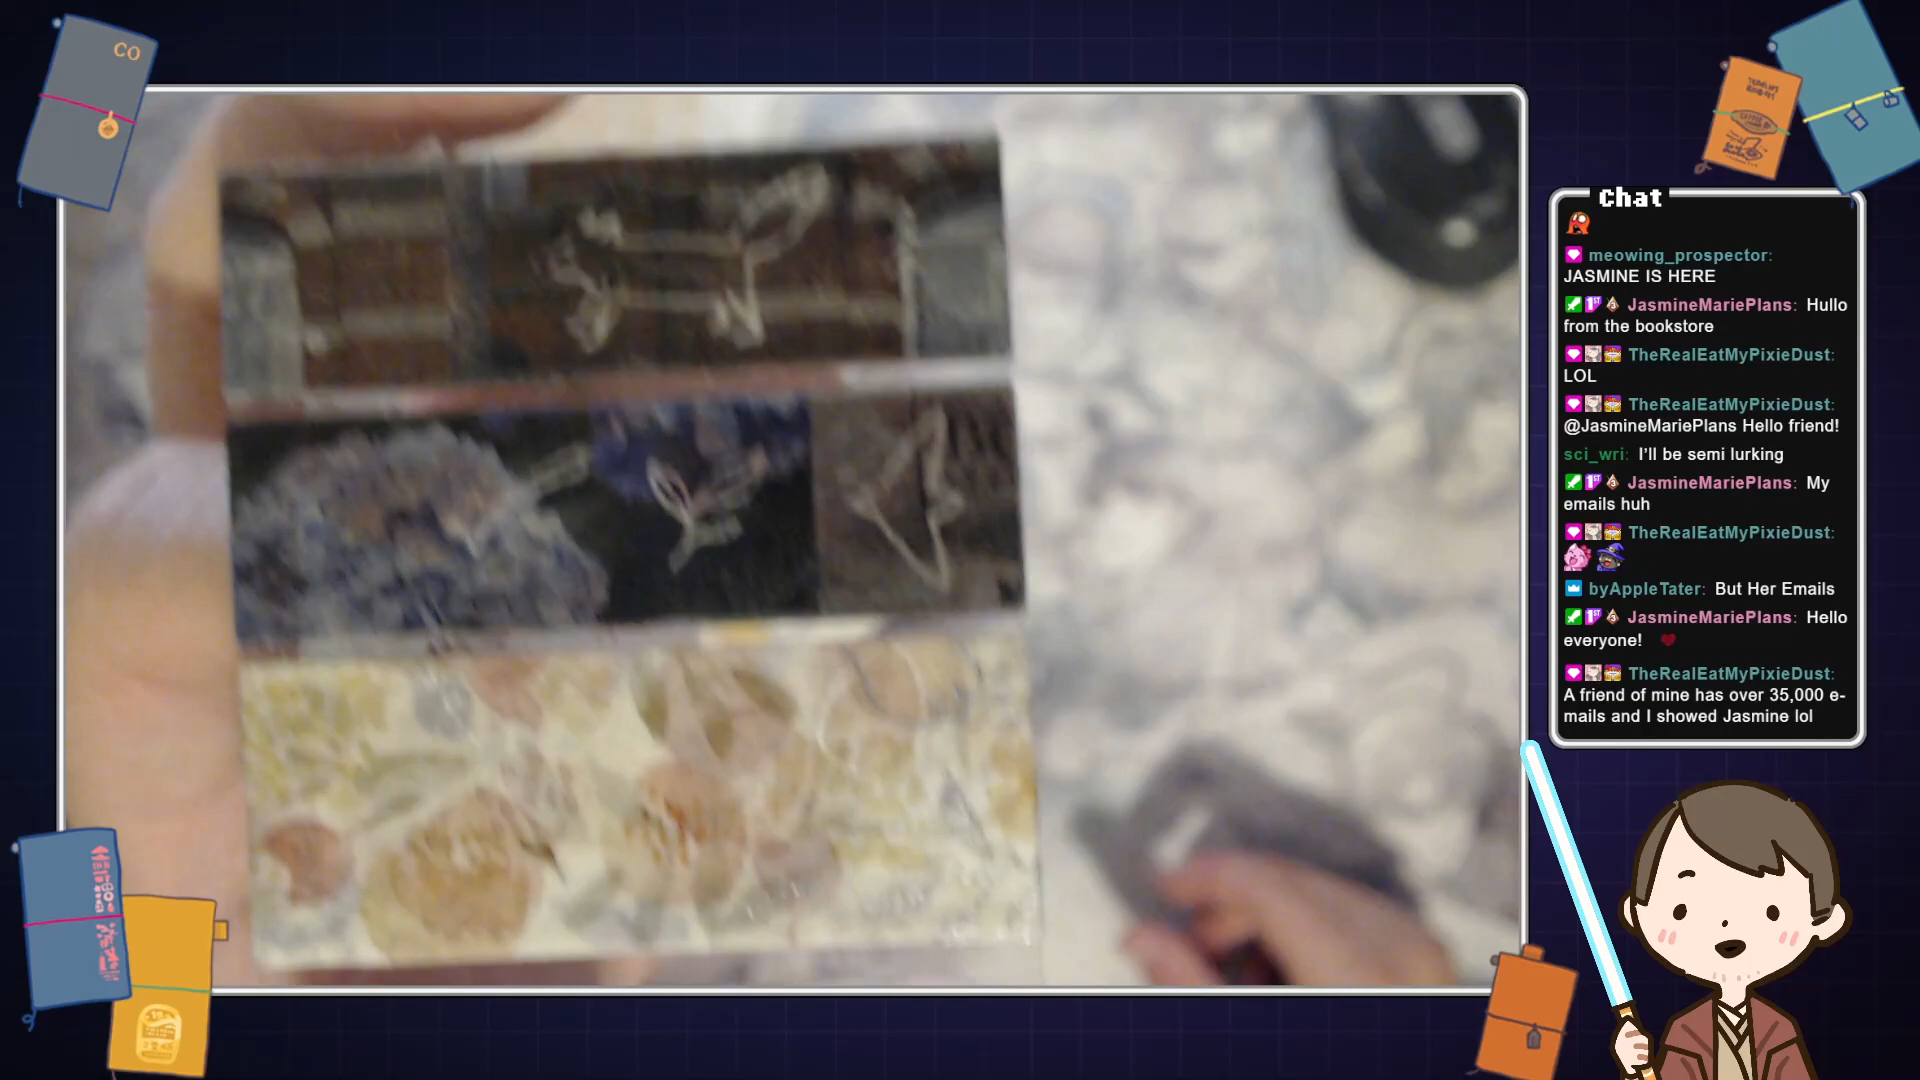 CO
chat
meowing_prospector:
JASMINE IS HERE
JasmineMariePlans: Hullo
from the bookstore
TheRealEatMyPixieDust:
LOL
TheRealEatMyPixieDust:
@JasmineMariePlans Hello friend!
sci_wri: I’ll be semi lurking
JasmineMariePlans: My
emails huh
TheRealEatMyPixieDust:
byAppleTater: But Her Emails
JasmineMariePlans: Hello
everyone!
TheRealEatMyPixieDust:
A friend of mine has over 35,000 e-
mails and I showed Jasmine lol